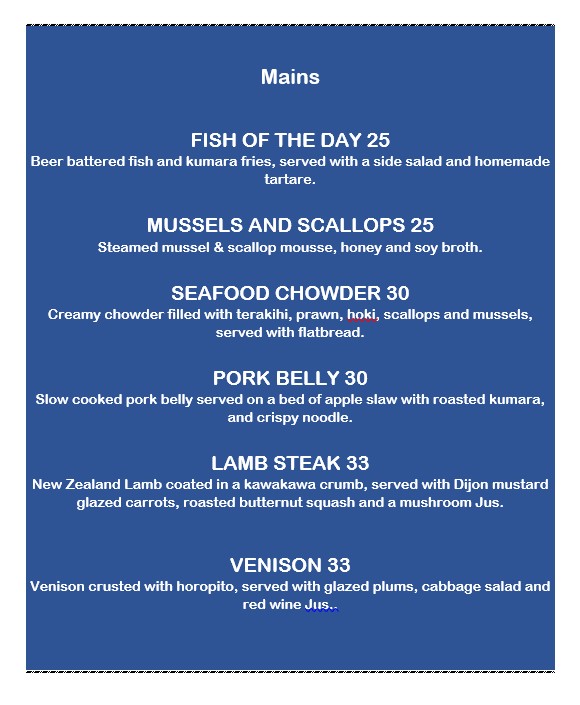 Mains
FISH OF THE DAY 25
Beer battered fish and kumara fries, served with a side salad and homemade
tartare.
MUSSELS AND SCALLOPS 25
Steamed mussel & scallop mousse, honey and soy broth.
SEAFOOD CHOWDER 30
Creamy chowder filled with terakihi, prawn, hoki, scallops and mussels,
served with flatbread.
PORK BELLY 30
Slow cooked pork belly served on a bed of apple slaw with roasted kumara,
and crispy noodle.
LAMB STEAK 33
New Zealand Lamb coated in a kawakawa crumb, served with Dijon mustard
glazed carrots, roasted butternut squash and a mushroom Jus.
VENISON 33
Venison crusted with horopito, served with glazed plums, cabbage salad and
red wine Jus..